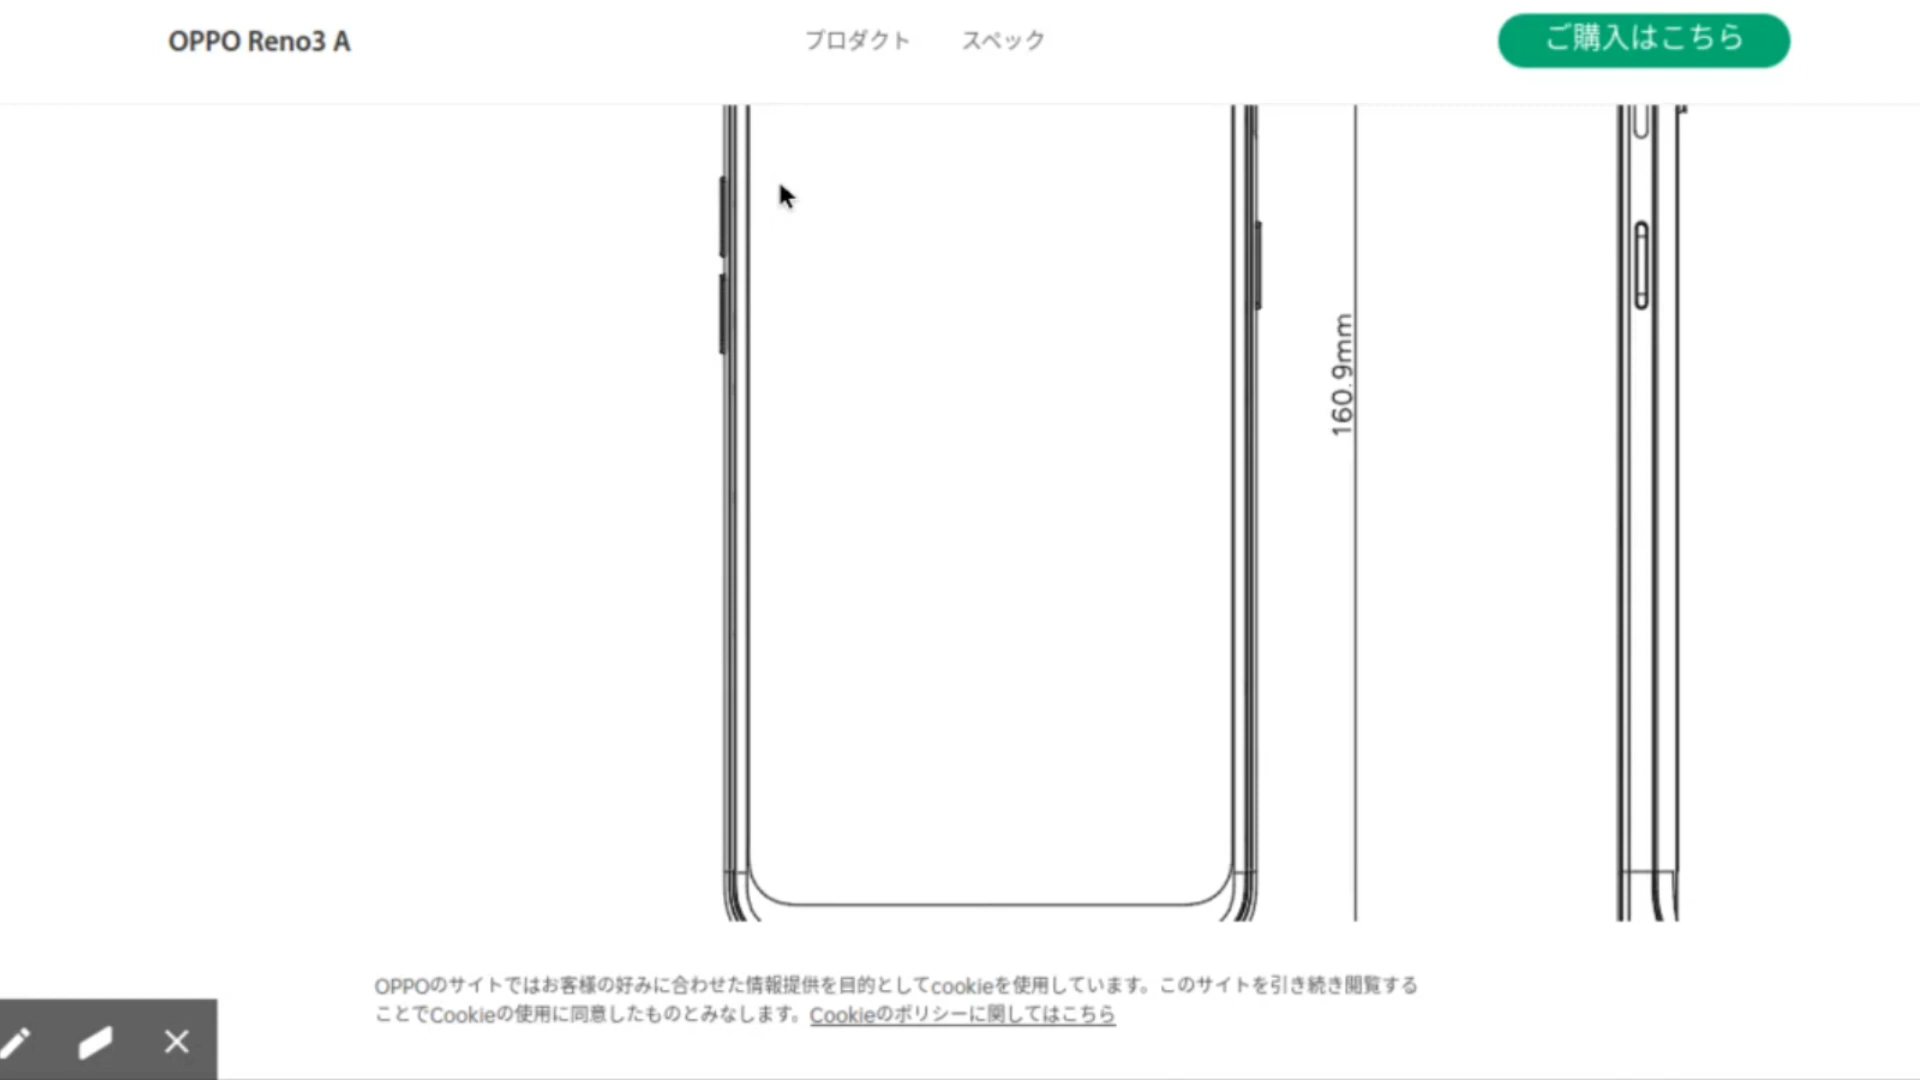 OPPO Reno3 A
プロダクト
スペック
ご購入はこちら
160.9mm
OPPOのサイトではお客様の好みに合わせた情報提供を目的としてcookieを使用しています。このサイトを引き続き閲覧する
ことでCookieの使用に同意したものとみなします。Cookieのポリシーに関してはこちら